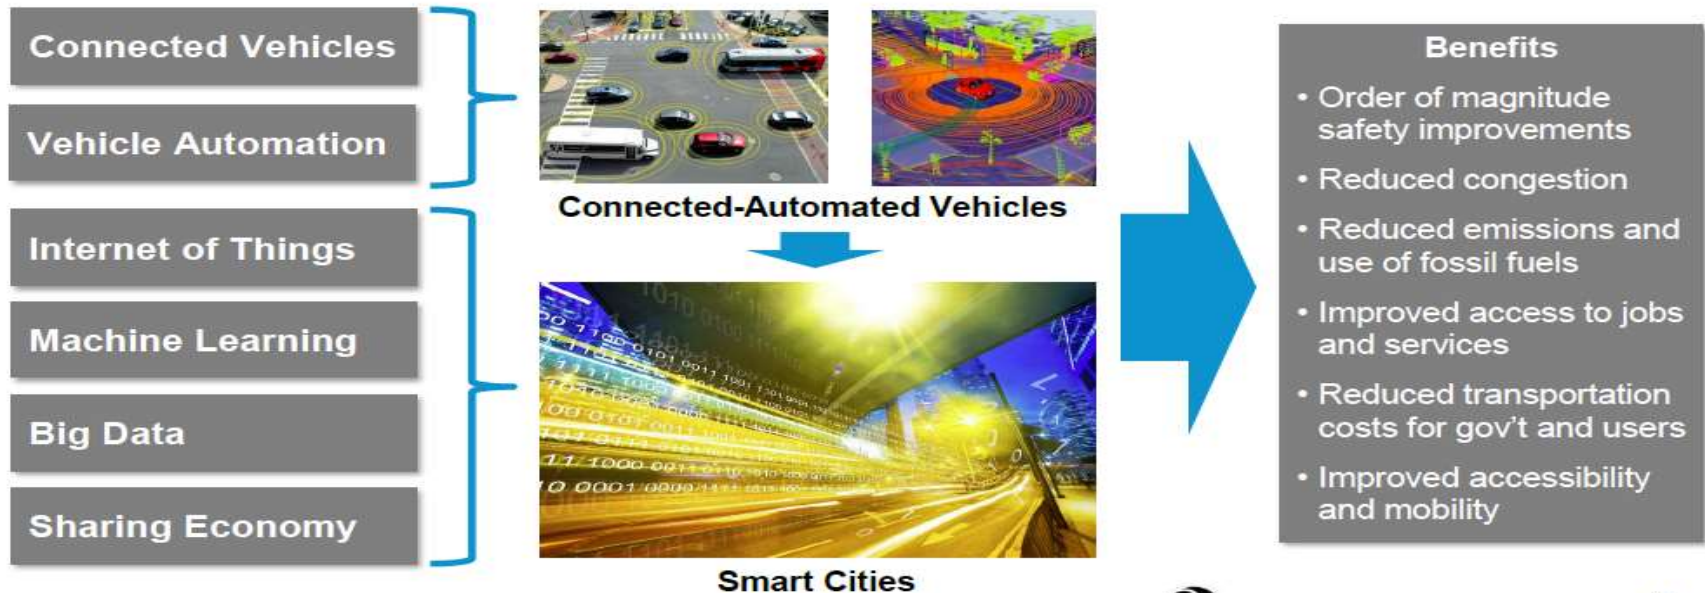 Connected Vehicles
Vehicle Automation
Internet of Things
Machine Learning
Big Data
Sharing Economy
Connected-Automated Vehicles
Smart Cities
Benefits
• Order of magnitude
safety improvements
• Reduced congestion
• Reduced emissions and
use of fossil fuels
• Improved access to jobs
and services
• Reduced transportation
costs for gov't and users
• Improved accessibility
and mobility